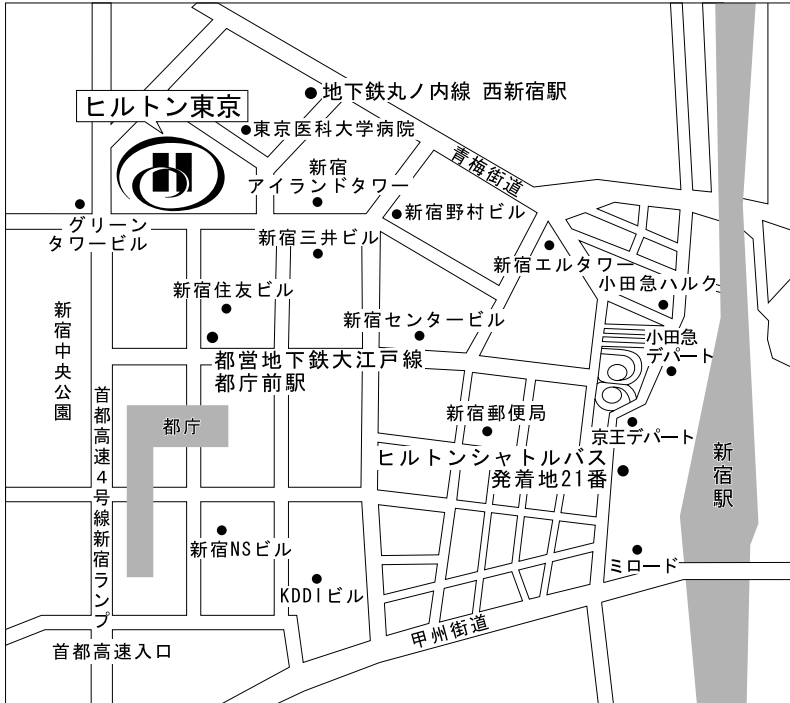 地下鉄丸ノ内線 西新宿駅
ヒルトン東京
東京医科大学病院
青梅街道
新宿
アイランドタワー
新宿野村ビル
グリーン
タワービル
新宿三井ビル
新宿エルタワー
小田急ハルク
新宿住友ビル
新宿センタービル
小田急
デパート
新宿中央公園
都営地下鉄大江戸線
都庁前駅
首都高速4号線新宿ランプ
都庁
新宿郵便局
京王デパート
ヒルトンシャトルバス
発着地21番
新宿駅
新宿NSビル
ミロード
KDDIビル
甲州街道
首都高速入口